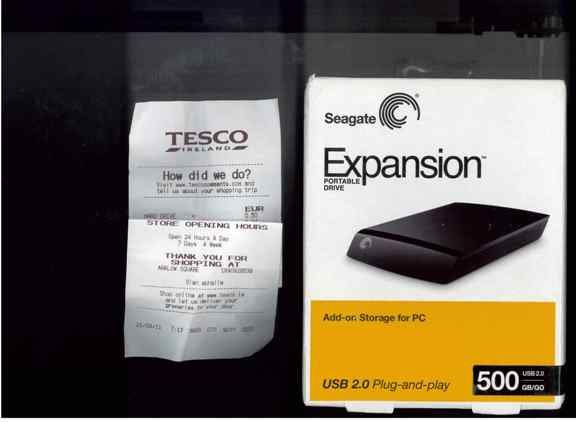 TESCO
IRELAND
How did we do?
Visit www.tescocomments.com and
tell us about your shopping trip
EUR
HARD DRIVE 0.50
STORE OPENING HOURS
Open 24 Hours A Day
7 Days A Week
THANK YOU FOR
SHOPPING AT
ARKLOW
Shop online at www.tesco.ie
and let us deliver your
groceries to your door
Seagate
Expansion™
PORTABLE
DRIVE
Add-on Storage for PC
USB 2.0 Plug-and-play
500 USB 2.0
GB/GO